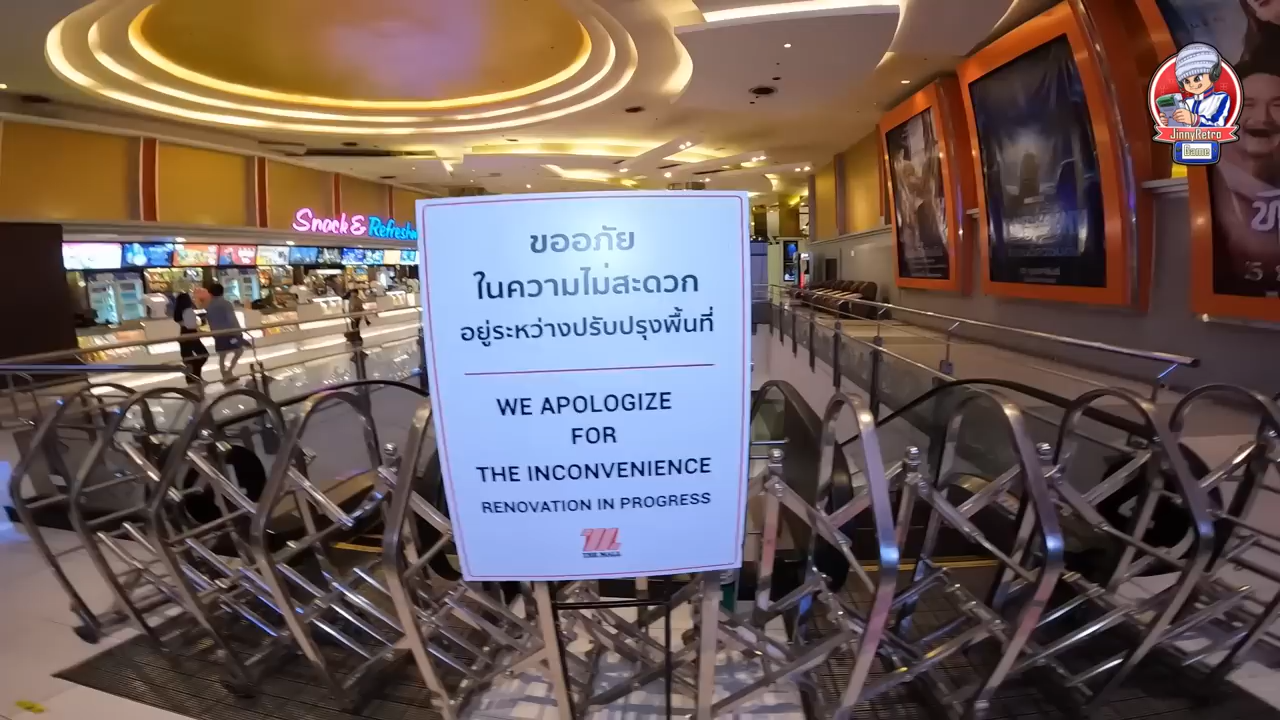 JinnyRetro
Game
Snack &
ขออภัย
ในความไม่สะดวก
อยู่ระหว่างปรับปรุงพื้นที่
WE APOLOGIZE
FOR
THE INCONVENIENCE
RENOVATION IN PROGRESS
THE MALL